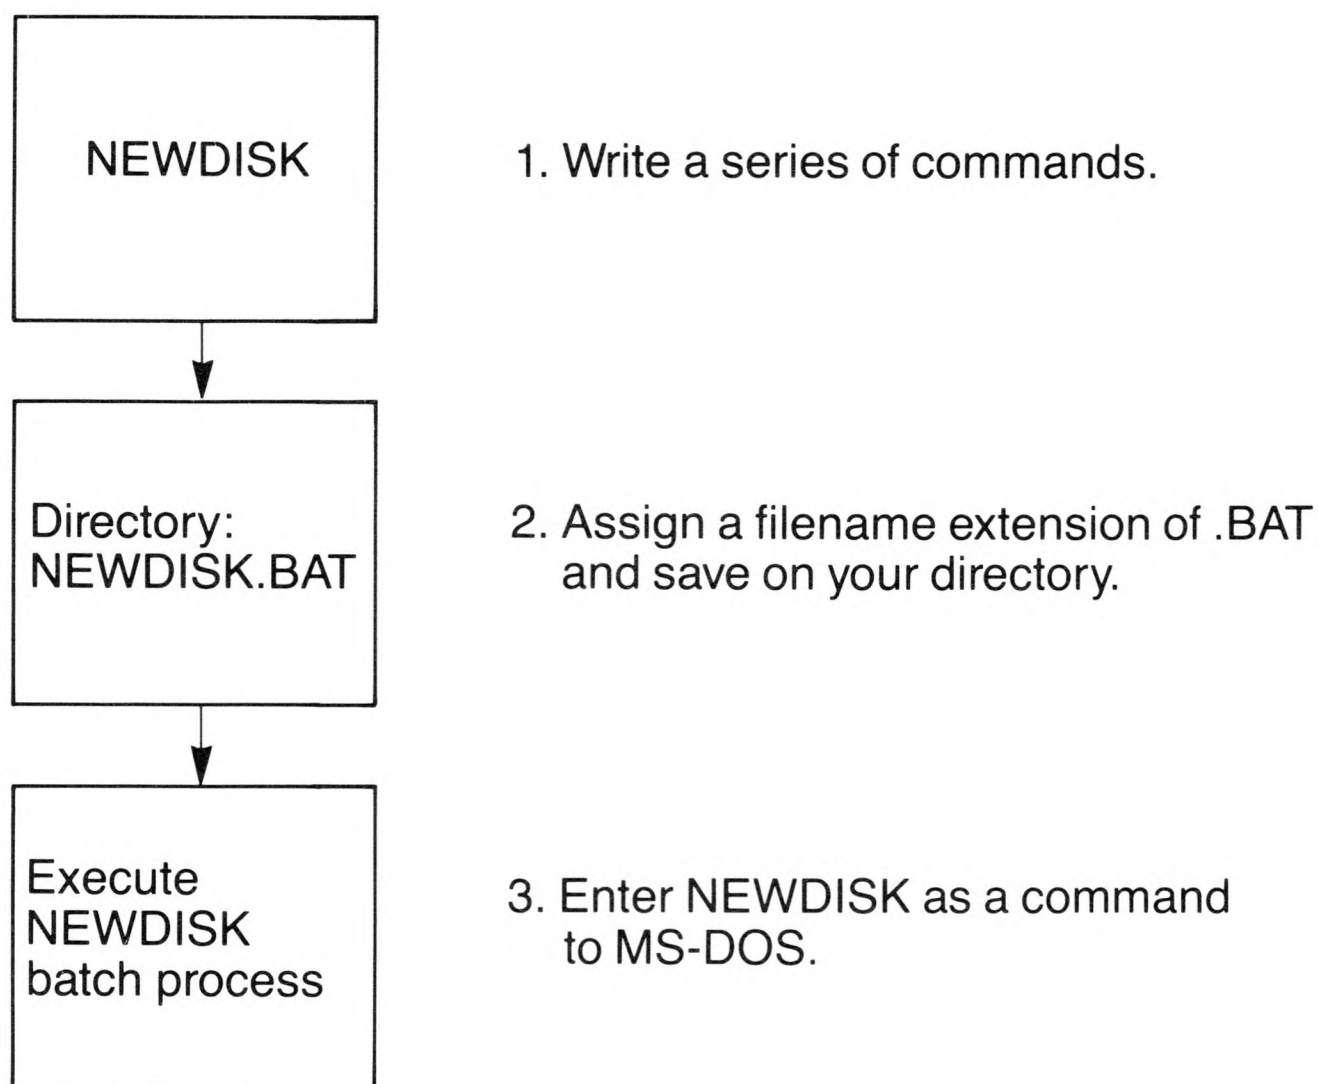 NEWDISK
1. Write a series of commands.
Directory:
NEWDISK.BAT
2. Assign a filename extension of .BAT
and save on your directory.
Execute
NEWDISK
batch process
3. Enter NEWDISK as a command
to MS-DOS.